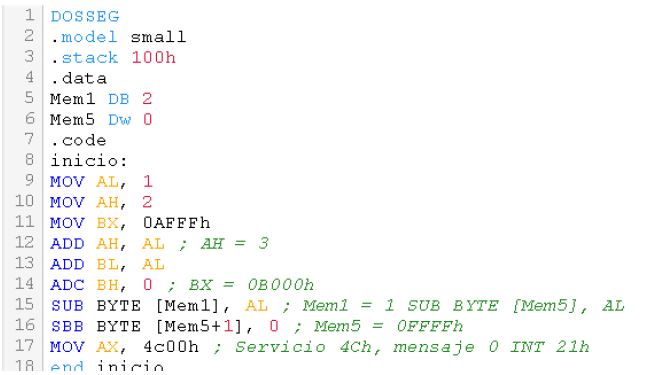 1 DOSSEG
2 .model small
3 .stack 100h
4 .data
5 Mem1 DB 2
6 Mem5 Dw 0
7 .code
8 inicio:
9 MOV AL, 1
10 MOV AH, 2
11 MOV BX, 0AFFFh
12 ADD AH, AL ; AH = 3
13 ADD BL, AL
14 ADC BH, 0 ; BX = 0B000h
15 SUB BYTE [Mem1], AL ; Mem1 = 1 SUB BYTE [Mem5], AL
16 SBB BYTE [Mem5+1], 0 ; Mem5 = 0FFFFh
17 MOV AX, 4c00h ; Servicio 4Ch, mensaje 0 INT 21h
18 end inicio